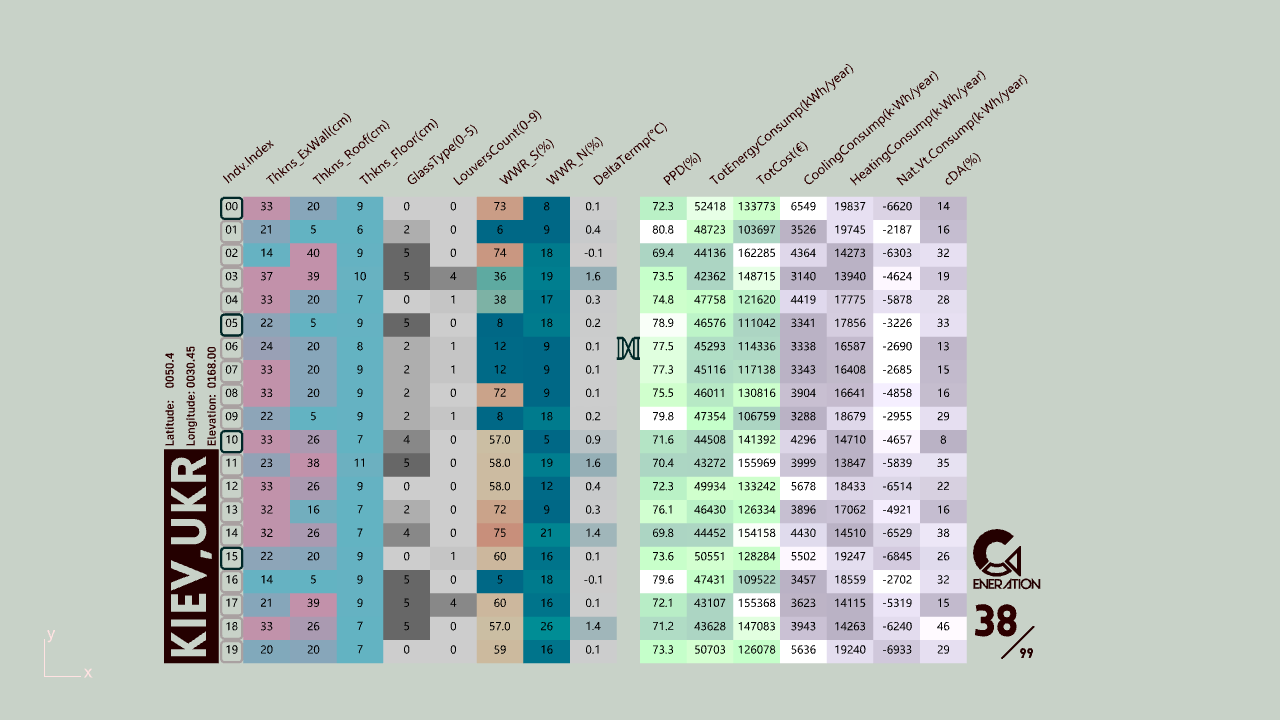 Indv.Index Thkns_ExWall(cm) Thkns_Roof(cm) Thkns_Floor(cm) GlassType(0-5) LouversCount(0-9) WWR_S(%) WWR_N(%) DeltaTermp(°C) PPD(%) TotEnergyConsump(kWh/year) TotCost(€) CoolingConsump(k·Wh/year) HeatingConsump(k·Wh/year) Nat.Vt.Consump(k·Wh/year) cDA(%)
00 33 20 9 0 0 73 8 0.1 72.3 52418 133773 6549 19837 -6620 14
01 21 5 6 2 0 6 9 0.4 80.8 48723 103697 3526 19745 -2187 16
02 14 40 9 5 0 74 18 -0.1 69.4 44136 162285 4364 14273 -6303 32
03 37 39 10 5 4 36 19 1.6 73.5 42362 148715 3140 13940 -4624 19
04 33 20 7 0 1 38 17 0.3 74.8 47758 121620 4419 17775 -5878 28
05 22 5 9 5 0 8 18 0.2 78.9 46576 111042 3341 17856 -3226 33
06 24 20 8 2 1 12 9 0.1 77.5 45293 114336 3338 16587 -2690 13
07 33 20 9 2 1 12 9 0.1 77.3 45116 117138 3343 16408 -2685 15
08 33 20 9 2 0 72 9 0.1 75.5 46011 130816 3904 16641 -4858 16
09 22 5 9 2 1 8 18 0.2 79.8 47354 106759 3288 18679 -2955 29
10 33 26 7 4 0 57.0 5 0.9 71.6 44508 141392 4296 14710 -4657 8
11 23 38 11 5 0 58.0 19 1.6 70.4 43272 155969 3999 13847 -5839 35
12 33 26 9 0 0 58.0 12 0.4 72.3 49934 133242 5678 18433 -6514 22
13 32 16 7 2 0 72 9 0.3 76.1 46430 126334 3896 17062 -4921 16
14 32 26 7 4 0 75 21 1.4 69.8 44452 154158 4430 14510 -6529 38
15 22 20 9 0 1 60 16 0.1 73.6 50551 128284 5502 19247 -6845 26
16 14 5 9 5 0 5 18 -0.1 79.6 47431 109522 3457 18559 -2702 32
17 21 39 9 5 4 60 16 0.1 72.1 43107 155368 3623 14115 -5319 15
18 33 26 7 5 0 57.0 26 1.4 71.2 43628 147083 3943 14263 -6240 46
19 20 20 7 0 0 59 16 0.1 73.3 50703 126078 5636 19240 -6933 29
KIEV,UKR
Latitude: 0050.4
Longitude: 0030.45
Elevation: 0168.00
GENERATION
38/99
y
x